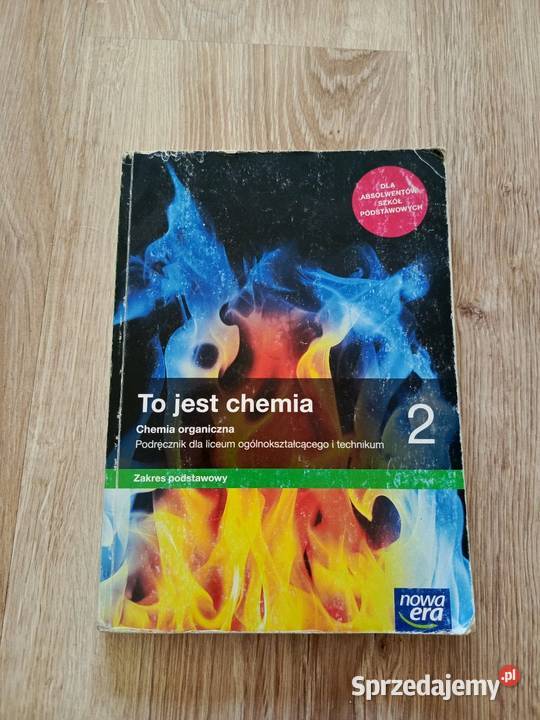 DLA
ABSOLWENTÓW
SZKÓŁ
PODSTAWOWYCH
To jest chemia
2
Chemia organiczna
Podręcznik dla liceum ogólnokształcącego i technikum
Zakres podstawowy
nowa
era
Sprzedajemy.pl